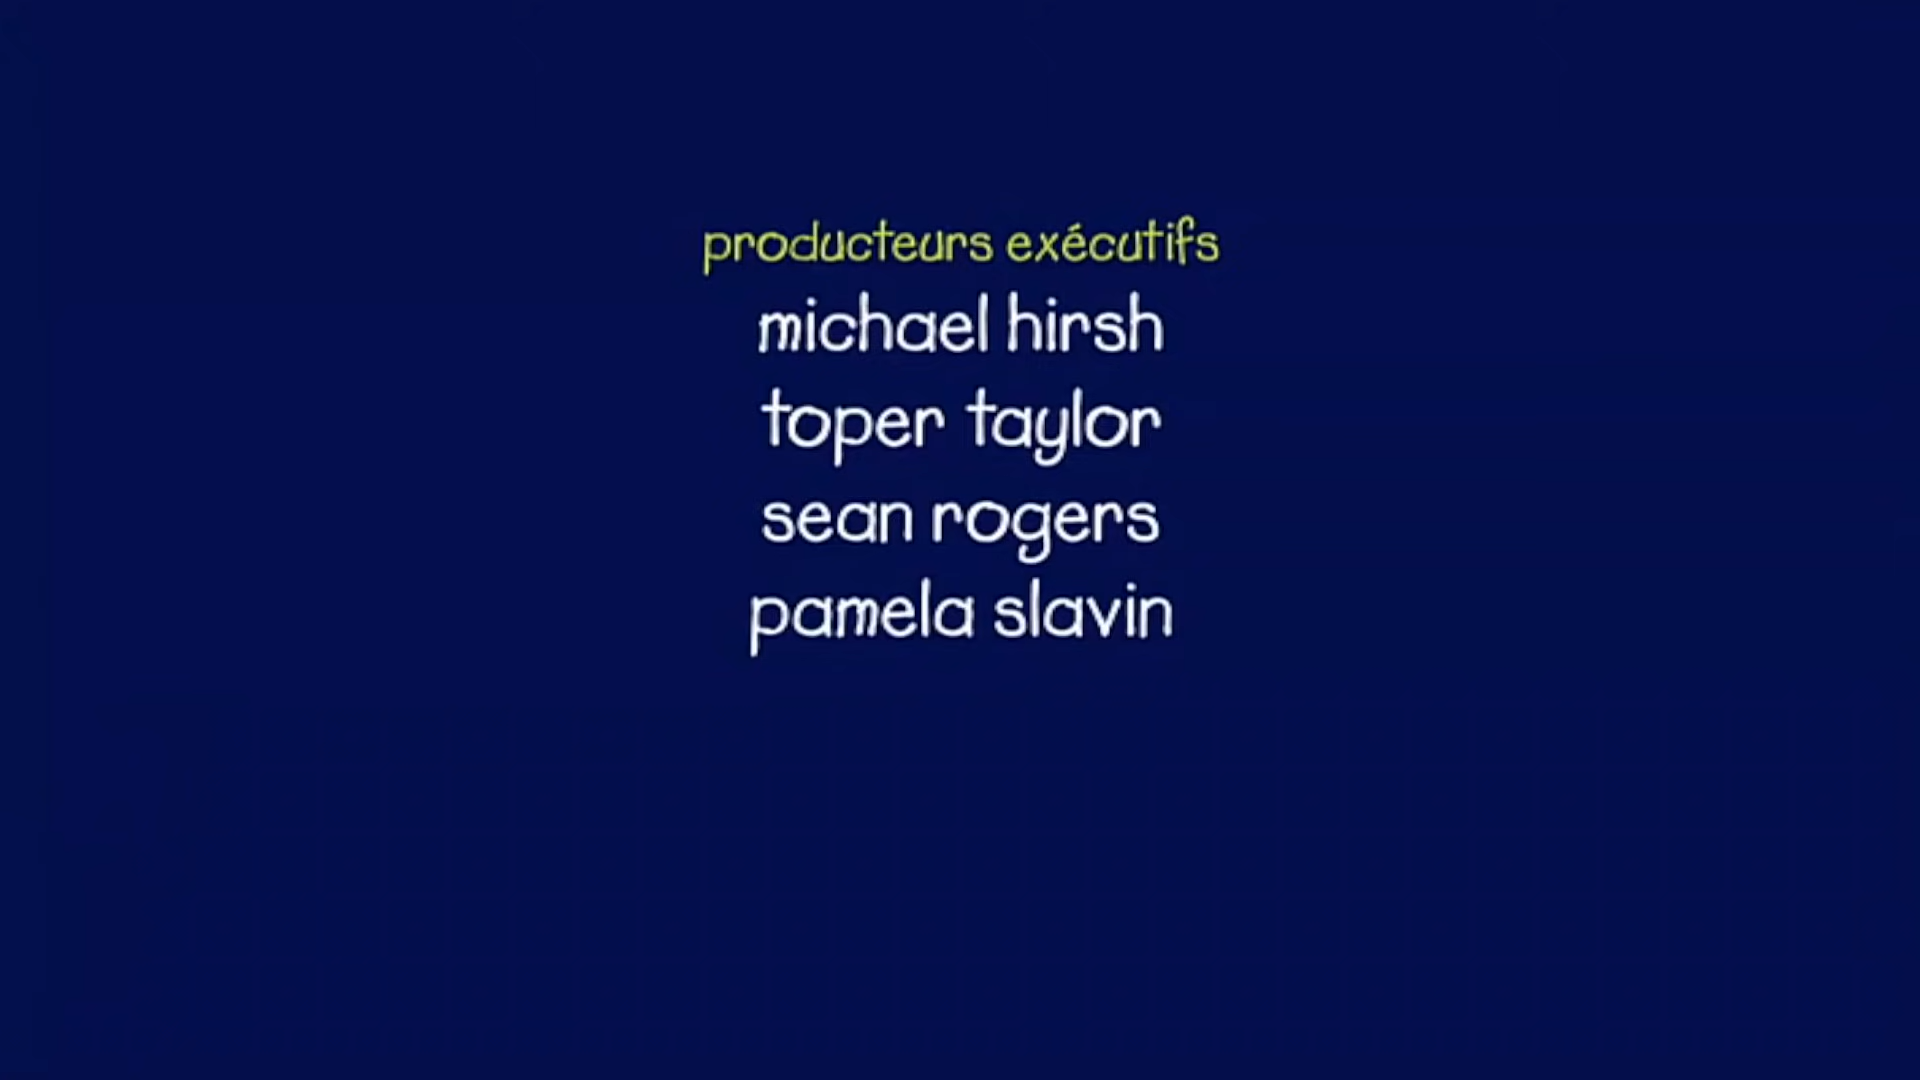 producteurs exécutifs
michael hirsh
toper taylor
sean rogers
pamela slavin